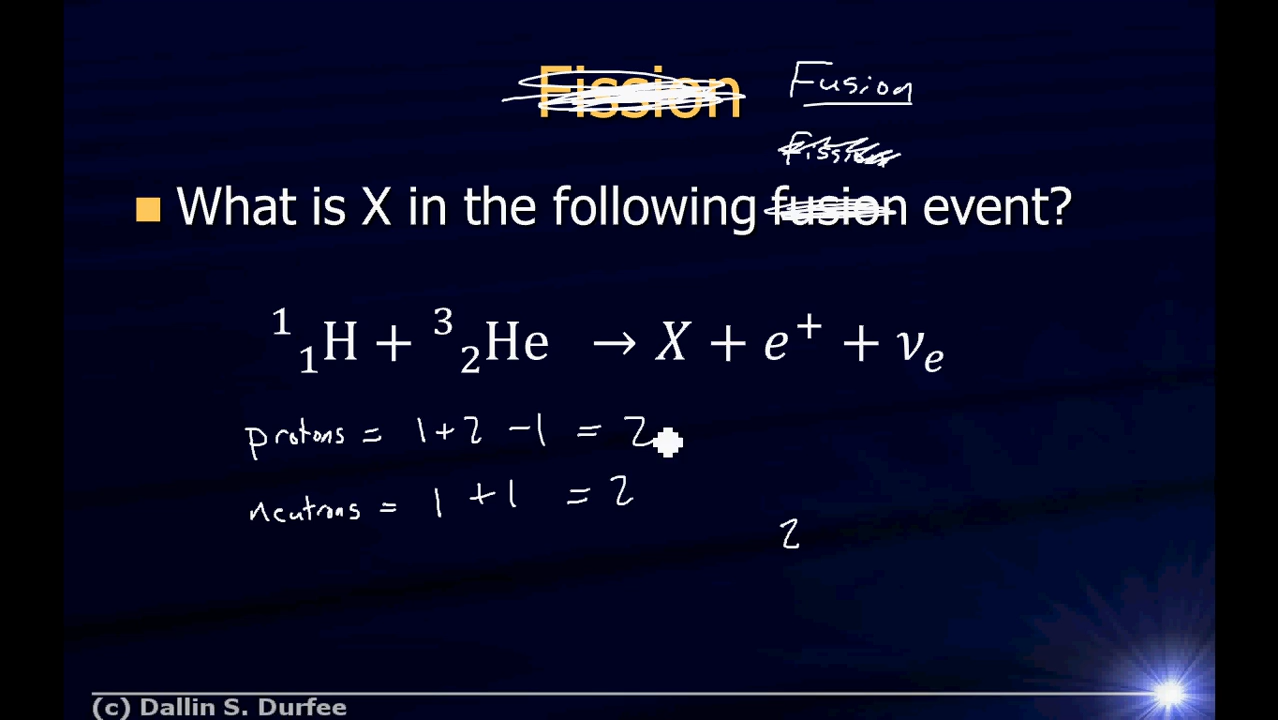 Fission Fusion
Fission
■ What is X in the following fusion event?
¹₁H + ³₂He → X + e⁺ + νₑ
protons = 1+2 -1 = 2
neutrons = 1 +1 = 2
2
(c) Dallin S. Durfee